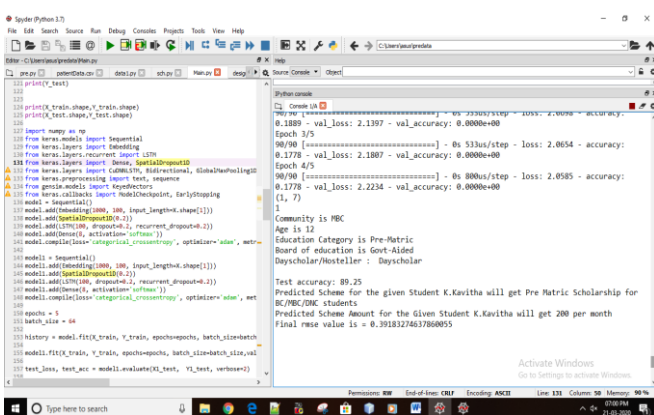 Spyder (Python 3.7)
File Edit Search Source Run Debug Consoles Projects Tools View Help
C:\Users\asus\predata
Editor - C:\Users\asus\predata\Main.py
Help
pre.py patientData.csv data1.py sch.py Main.py desig
Source Console Object
121 print(Y_test)
122
123
124 print(X_train.shape,Y_train.shape)
125 print(X_test.shape,Y_test.shape)
126
127 import numpy as np
128 from keras.models import Sequential
129 from keras.layers import Embedding
130 from keras.layers.recurrent import LSTM
131 from keras.layers import Dense, SpatialDropout1D
132 from keras.layers import CuDNNLSTM, Bidirectional, GlobalMaxPooling1D
133 from keras.preprocessing import text, sequence
134 from gensim.models import KeyedVectors
135 from keras.callbacks import ModelCheckpoint, EarlyStopping
136 model = Sequential()
137 model.add(Embedding(1000, 100, input_length=X.shape[1]))
138 model.add(SpatialDropout1D(0.2))
139 model.add(LSTM(100, dropout=0.2, recurrent_dropout=0.2))
140 model.add(Dense(8, activation='softmax'))
141 model.compile(loss='categorical_crossentropy', optimizer='adam', metr
142
143 model1 = Sequential()
144 model1.add(Embedding(1000, 100, input_length=X.shape[1]))
145 model1.add(SpatialDropout1D(0.2))
146 model1.add(LSTM(100, dropout=0.2, recurrent_dropout=0.2))
147 model1.add(Dense(8, activation='softmax'))
148 model1.compile(loss='categorical_crossentropy', optimizer='adam', met
149
150 epochs = 5
151 batch_size = 64
152
153 history = model.fit(X_train, Y_train, epochs=epochs, batch_size=batch
154
155 model1.fit(X_train, Y_train, epochs=epochs, batch_size=batch_size,val
156
157 test_loss, test_acc = model1.evaluate(X1_test, Y1_test, verbose=2)
IPython console
Console 1/A
90/90 [==============================] - 0s 555us/step - loss: 2.0898 - accuracy:
0.1889 - val_loss: 2.1397 - val_accuracy: 0.0000e+00
Epoch 3/5
90/90 [==============================] - 0s 533us/step - loss: 2.0654 - accuracy:
0.1778 - val_loss: 2.1807 - val_accuracy: 0.0000e+00
Epoch 4/5
90/90 [==============================] - 0s 800us/step - loss: 2.0585 - accuracy:
0.1778 - val_loss: 2.2234 - val_accuracy: 0.0000e+00
(1, 7)
1
Community is MBC
Age is 12
Education Category is Pre-Matric
Board of education is Govt-Aided
Dayscholar/Hosteller : Dayscholar
Test accuracy: 89.25
Predicted Scheme for the given Student K.Kavitha will get Pre Matric Scholarship for
BC/MBC/DNC students
Predicted Scheme Amount for the Given Student K.Kavitha will get 200 per month
Final rmse value is = 0.39183274637860055
Activate Windows
Go to Settings to activate Windows.
Permissions: RW End-of-lines: CRLF Encoding: ASCII Line: 131 Column: 50 Memory: 90 %
Type here to search
07:00 PM
21-03-2020